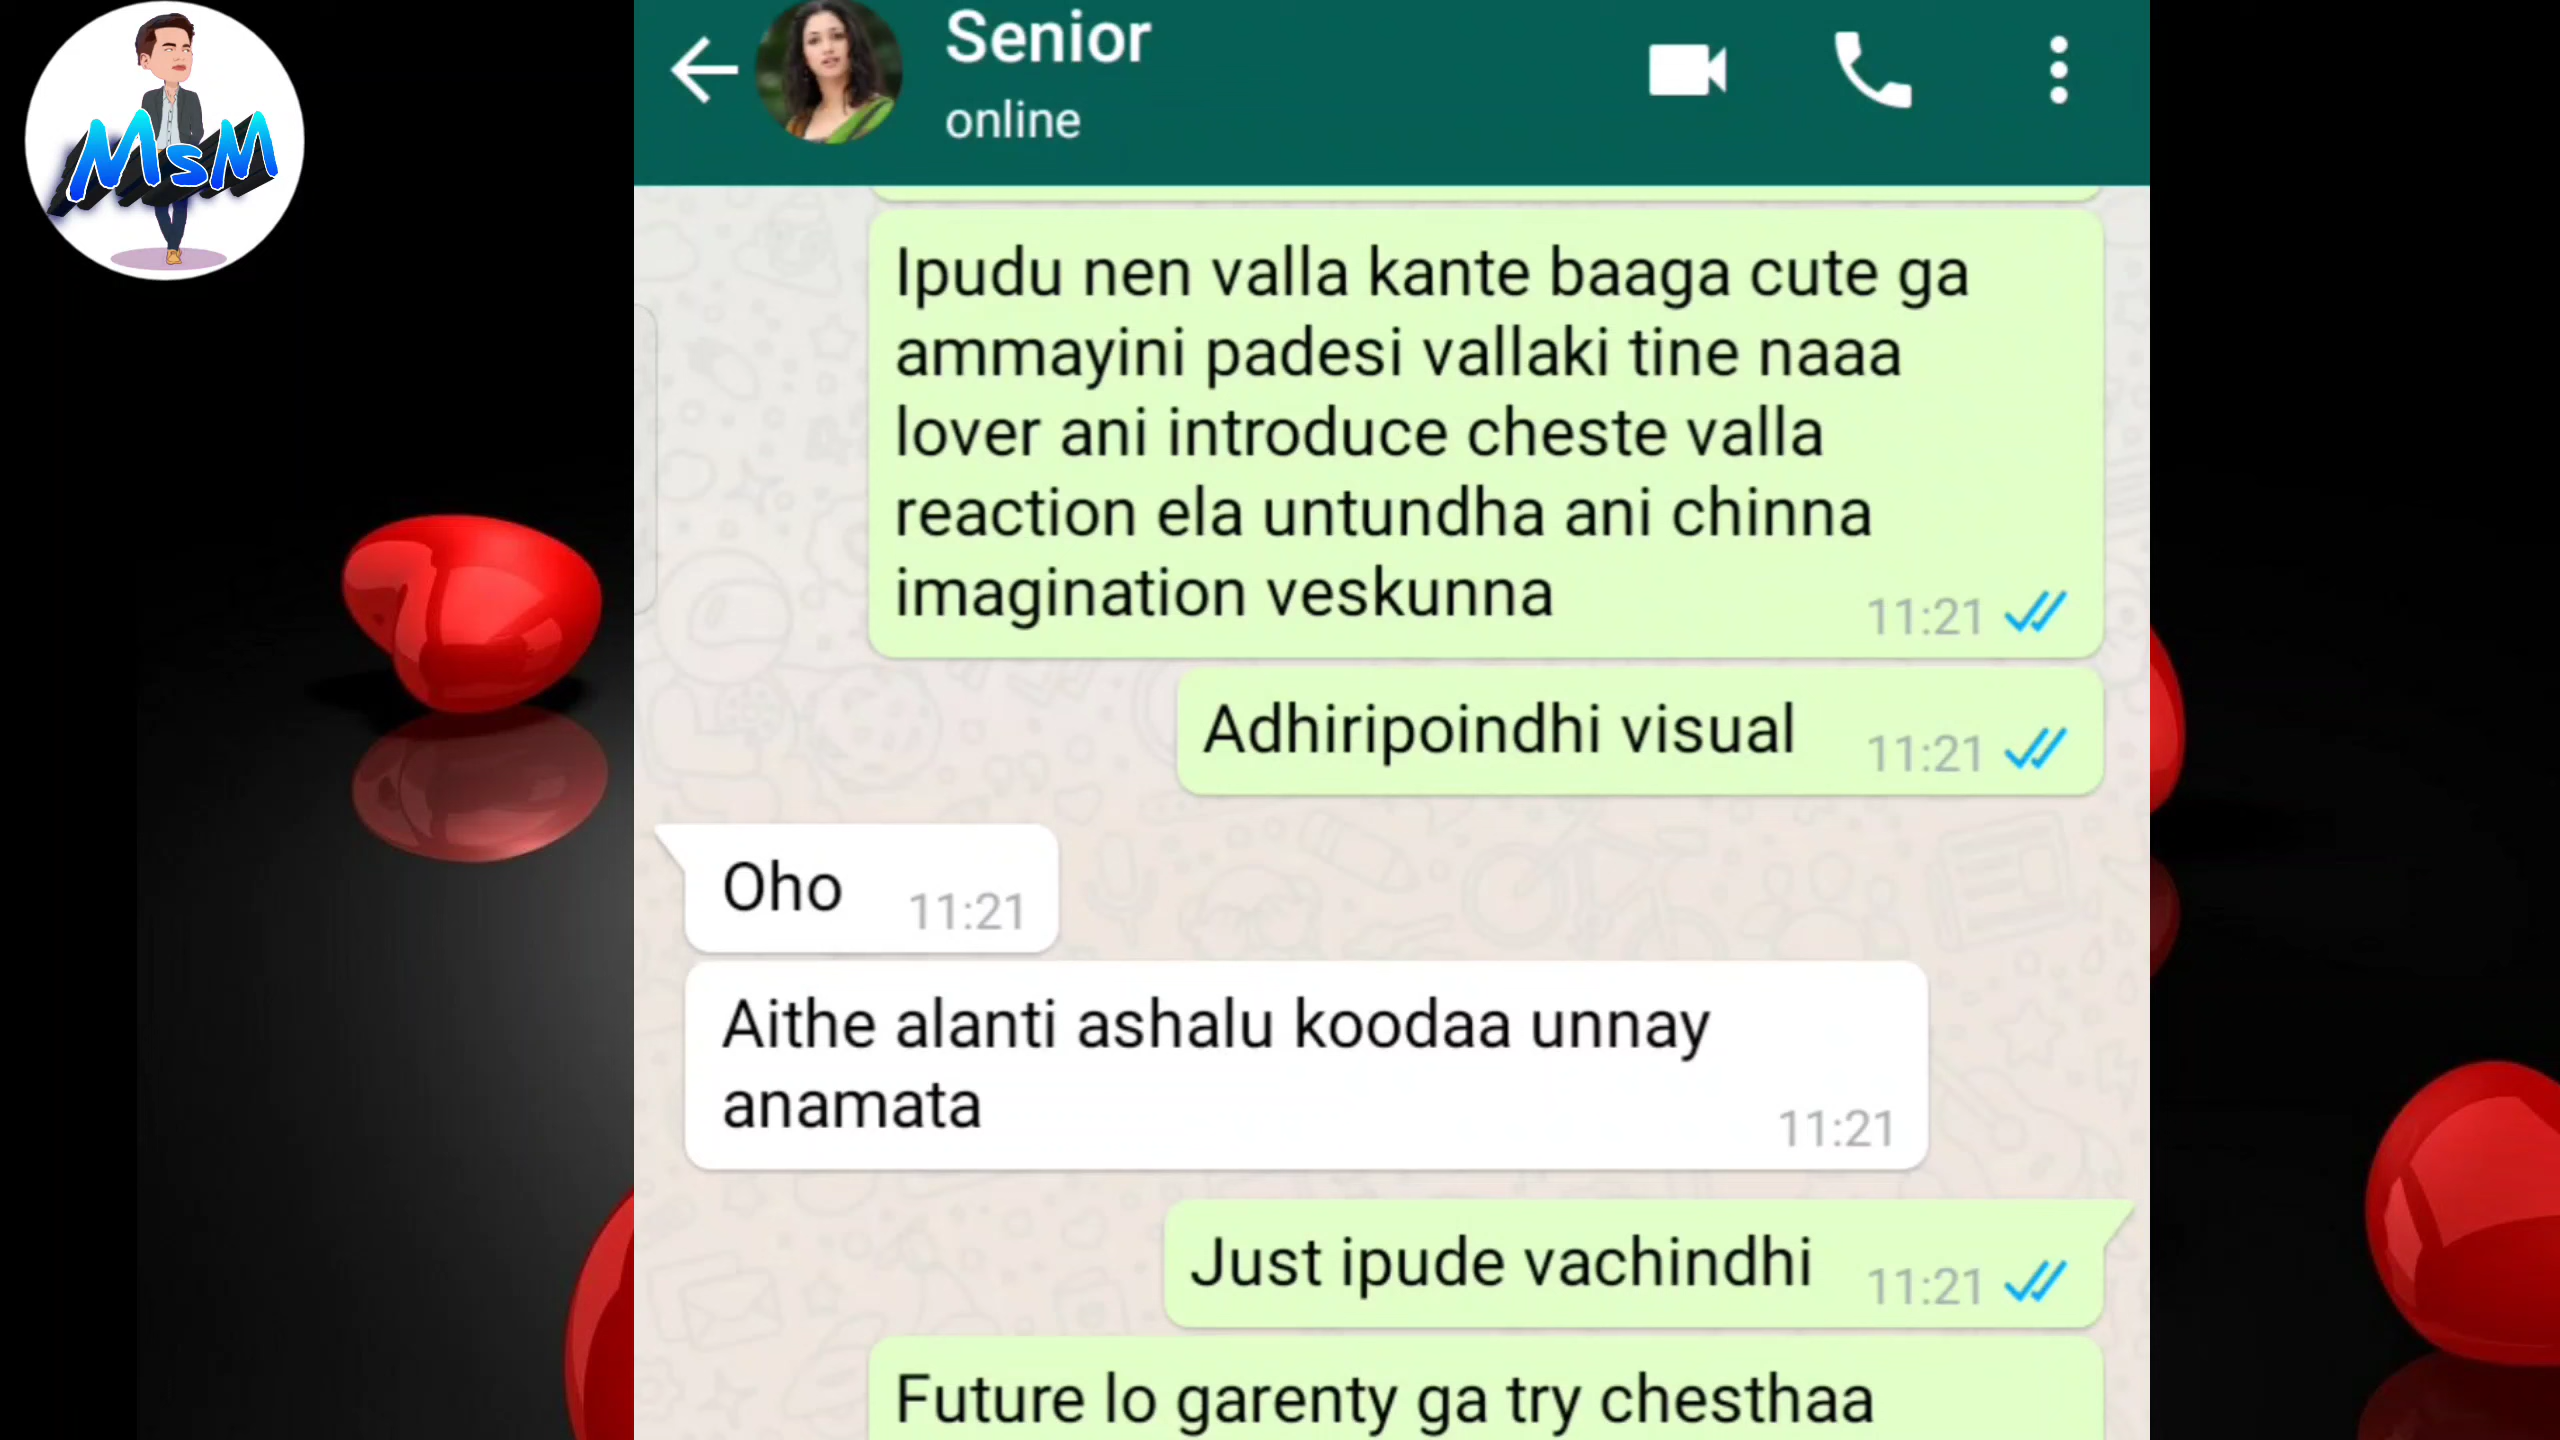 MsM
Senior
online
Ipudu nen valla kante baaga cute ga
ammayini padesi vallaki tine naaa
lover ani introduce cheste valla
reaction ela untundha ani chinna
imagination veskunna
11:21
Adhiripoindhi visual
11:21
Oho
11:21
Aithe alanti ashalu koodaa unnay
anamata
11:21
Just ipude vachindhi
11:21
Future lo garenty ga try chesthaa